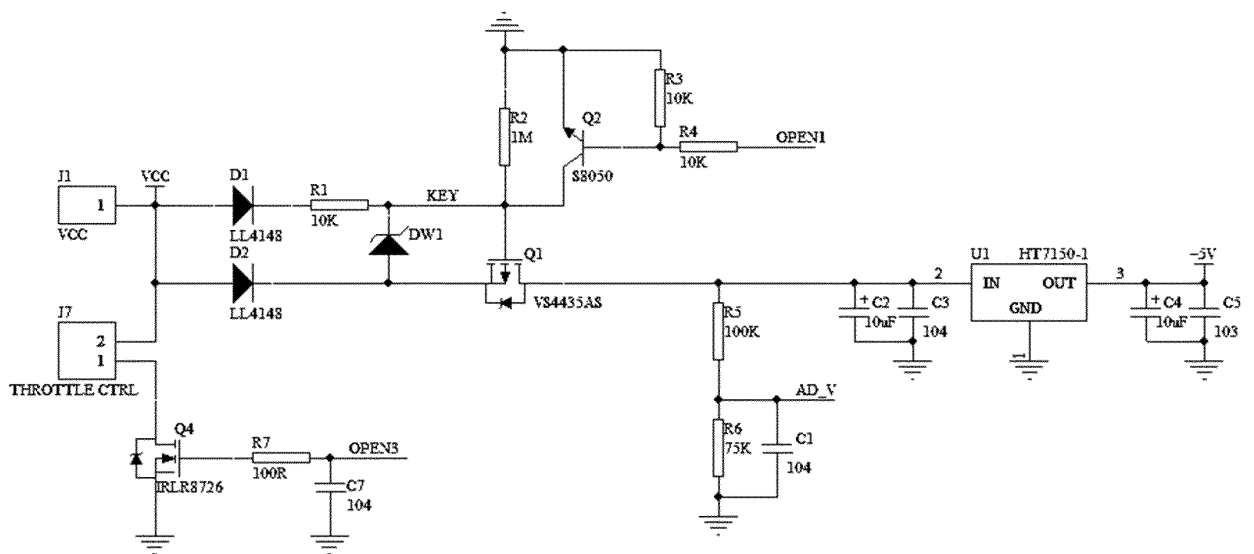 R3
10K
R2
1M
Q2
R4
OPEN1
10K
S8050
J1
VCC
D1
R1
KEY
1
10K
VCC
LL4148
DW1
D2
Q1
LL4148
VS4435AS
U1
HT7150-1
2
IN
OUT
3
-5V
GND
1
C2
10uF
C3
104
C4
10uF
C5
103
R5
100K
J7
2
1
THROTTLE CTRL
AD_V
R6
75K
C1
104
Q4
R7
OPEN3
100R
IRLR8726
C7
104